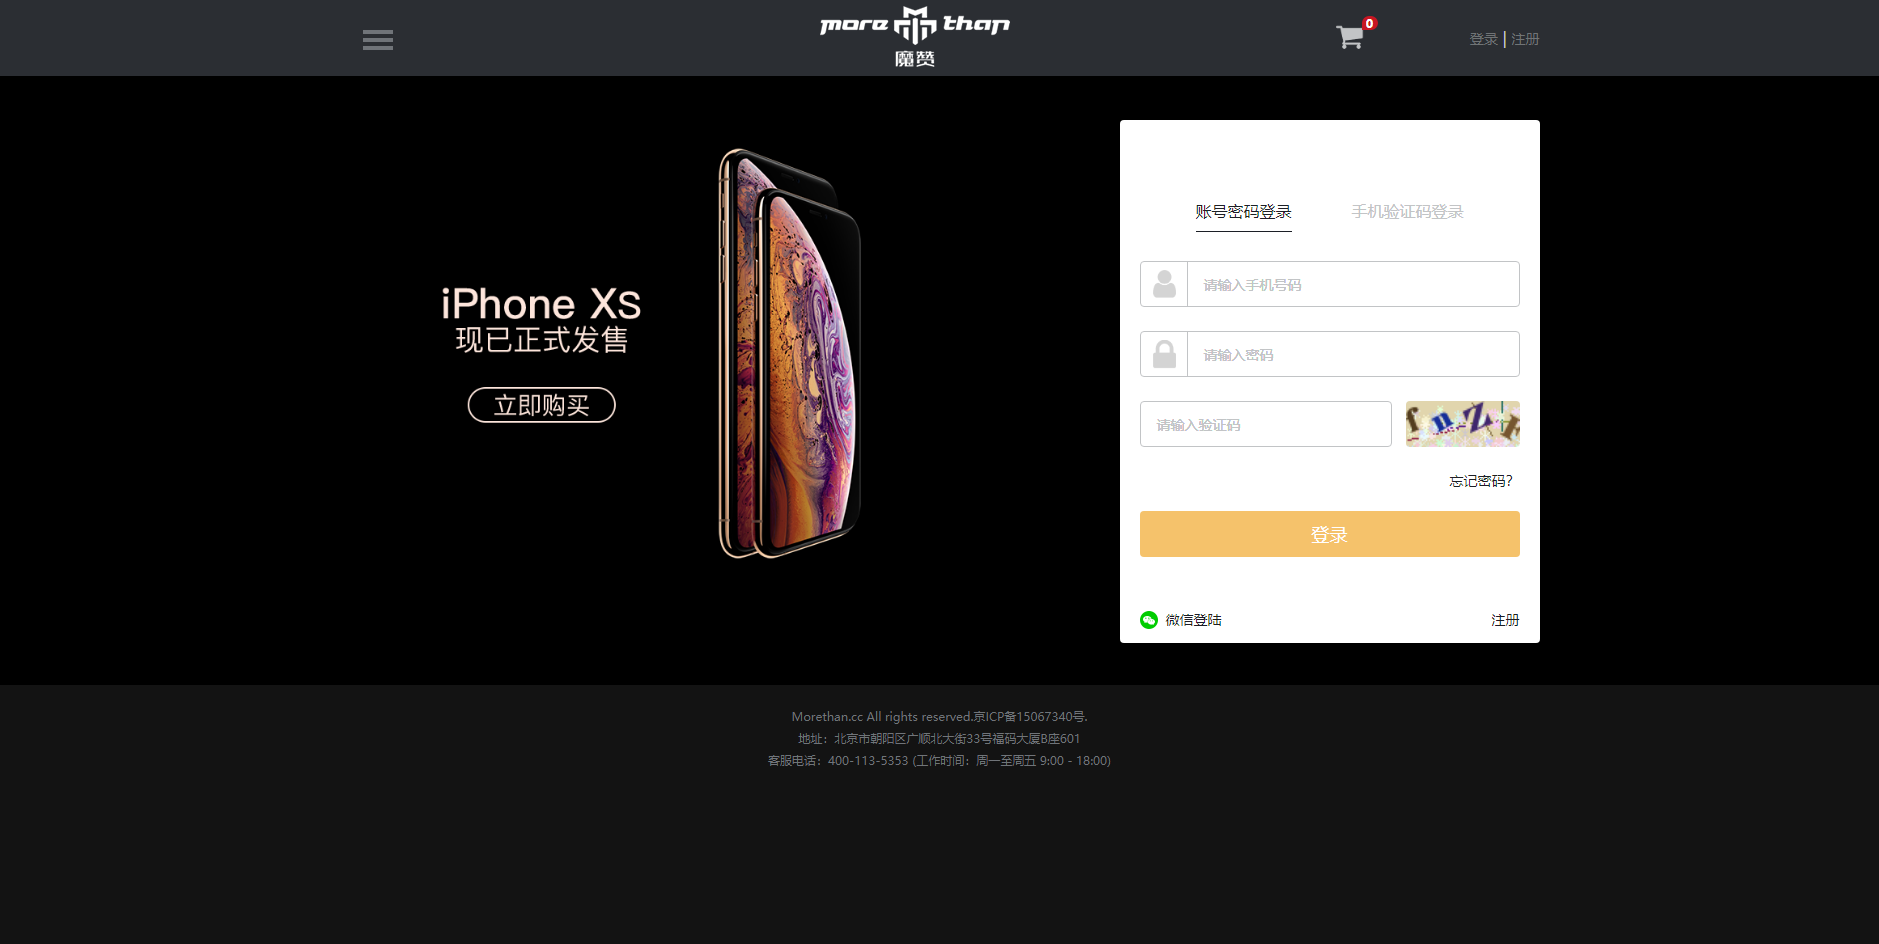 more than
魔赞
0
登录 | 注册
iPhone XS
现已正式发售
立即购买
账号密码登录
手机验证码登录
请输入手机号码
请输入密码
请输入验证码
忘记密码?
登录
微信登陆
注册
Morethan.cc All rights reserved.京ICP备15067340号.
地址：北京市朝阳区广顺北大街33号福码大厦B座601
客服电话：400-113-5353 (工作时间：周一至周五 9:00 - 18:00)